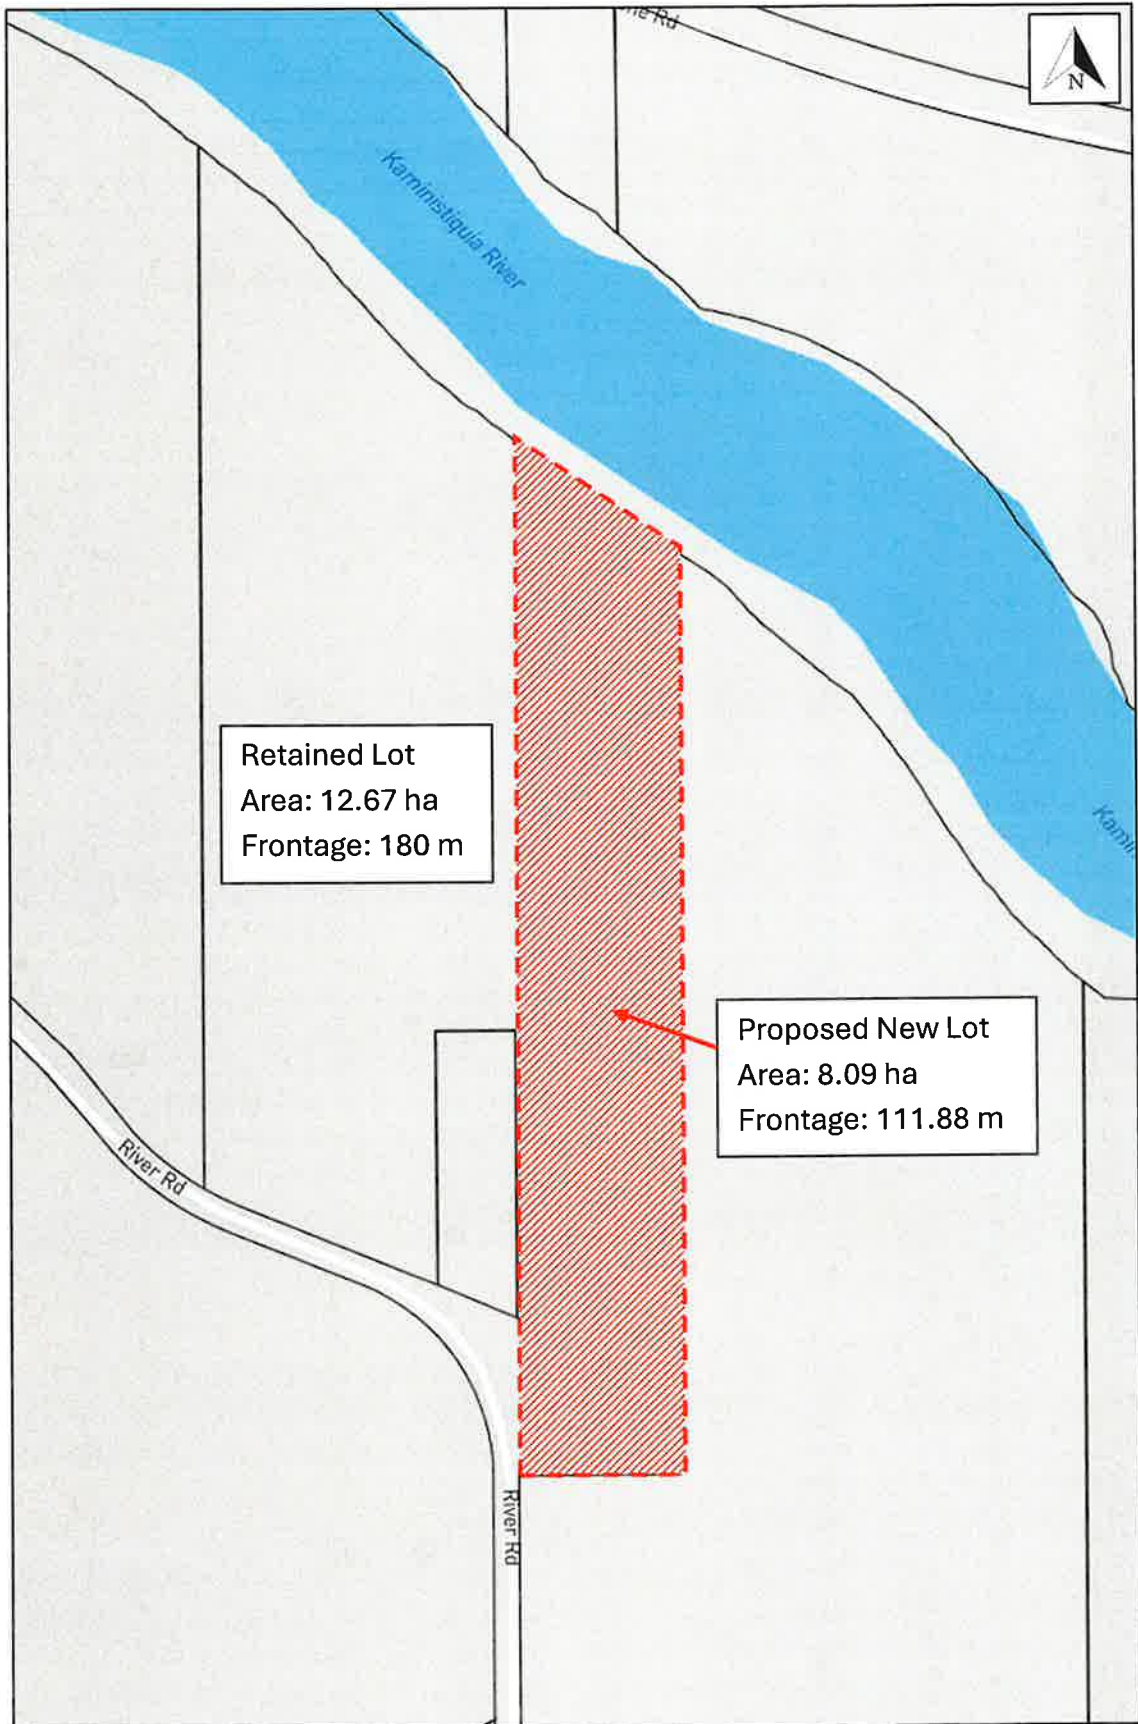 Rd
N
Kaministiquia River
Retained Lot
Area: 12.67 ha
Frontage: 180 m
Proposed New Lot
Area: 8.09 ha
Frontage: 111.88 m
River Rd
River Rd